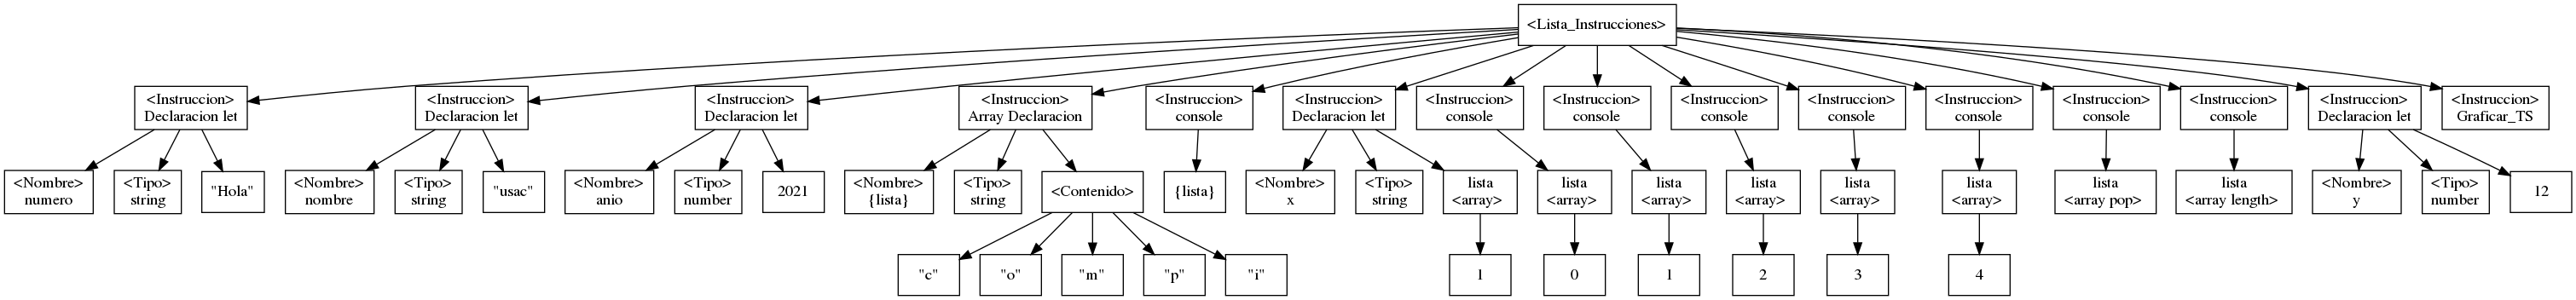 <Lista_Instrucciones>
<Instruccion>
Declaracion let
<Instruccion>
Declaracion let
<Instruccion>
Declaracion let
<Instruccion>
Array Declaracion
<Instruccion>
console
<Instruccion>
Declaracion let
<Instruccion>
console
<Instruccion>
console
<Instruccion>
console
<Instruccion>
console
<Instruccion>
console
<Instruccion>
console
<Instruccion>
console
<Instruccion>
Declaracion let
<Instruccion>
Graficar_TS
<Nombre>
numero
<Tipo>
string
"Hola"
<Nombre>
nombre
<Tipo>
string
"usac"
<Nombre>
anio
<Tipo>
number
2021
<Nombre>
{lista}
<Tipo>
string
<Contenido>
{lista}
<Nombre>
x
<Tipo>
string
lista
<array>
lista
<array>
lista
<array>
lista
<array>
lista
<array>
lista
<array>
lista
<array pop>
lista
<array length>
<Nombre>
y
<Tipo>
number
12
"c"
"o"
"m"
"p"
"i"
1
0
1
2
3
4